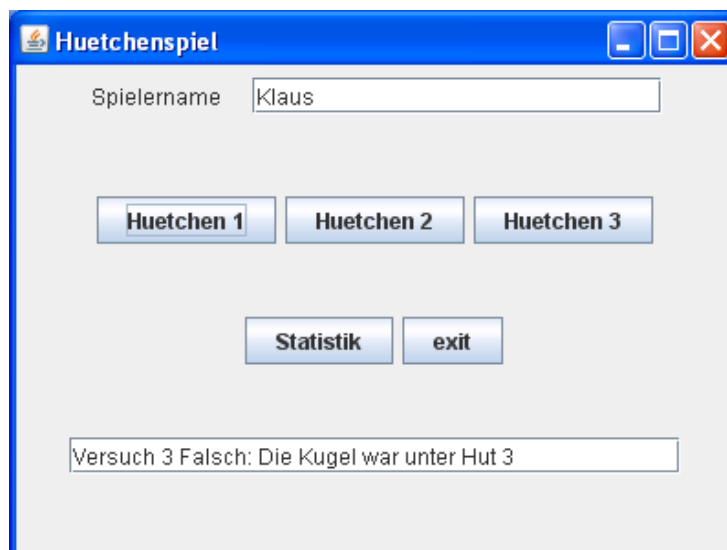 Huetchenspiel
Spielername Klaus
Huetchen 1 Huetchen 2 Huetchen 3
Statistik exit
Versuch 3 Falsch: Die Kugel war unter Hut 3